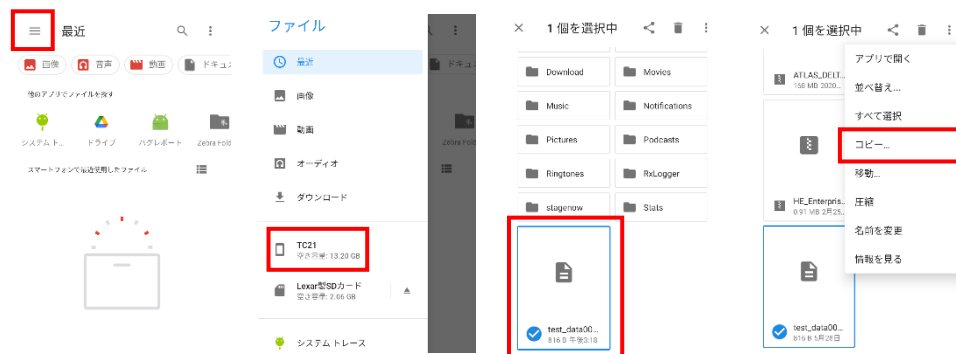 最近
画像
音声
動画
ドキュ
他のアプリでファイルを探す
システム ト...
ドライブ
バグレポート
Zebra Fold
スマートフォンで最近使用したファイル
ファイル
最近
画像
動画
オーディオ
ダウンロード
TC21
空き容量: 13.20 GB
Lexar製SDカード
空き容量: 2.06 GB
システム トレース
ドキュ
Zebra Fold
1 個を選択中
Download
Movies
Music
Notifications
Pictures
Podcasts
Ringtones
RxLogger
stagenow
Stats
test_data00...
816 B 午後3:18
1 個を選択中
ATLAS_DELT...
168 MB 2020...
HE_Enterpris...
0.91 MB 2月25...
test_data00...
816 B 5月28日
アプリで開く
並べ替え...
すべて選択
コピー...
移動...
圧縮
名前を変更
情報を見る